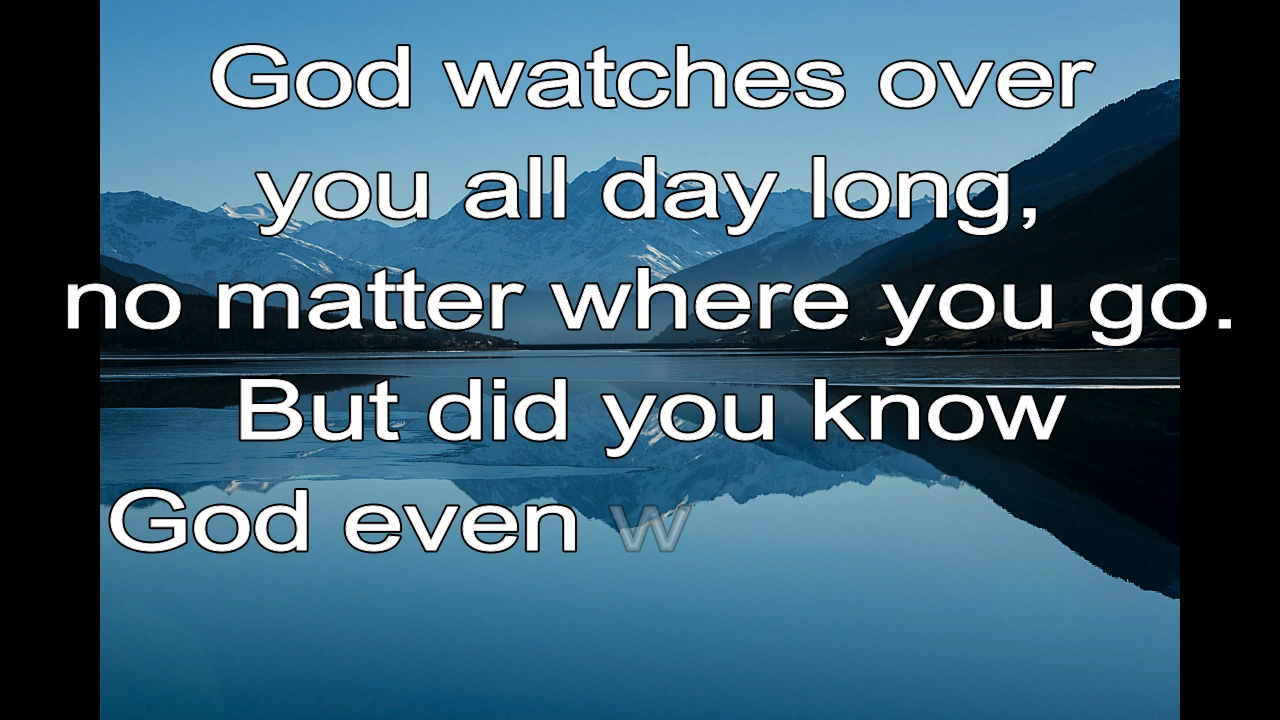 God watches over
you all day long,
no matter where you go.
But did you know
God even w